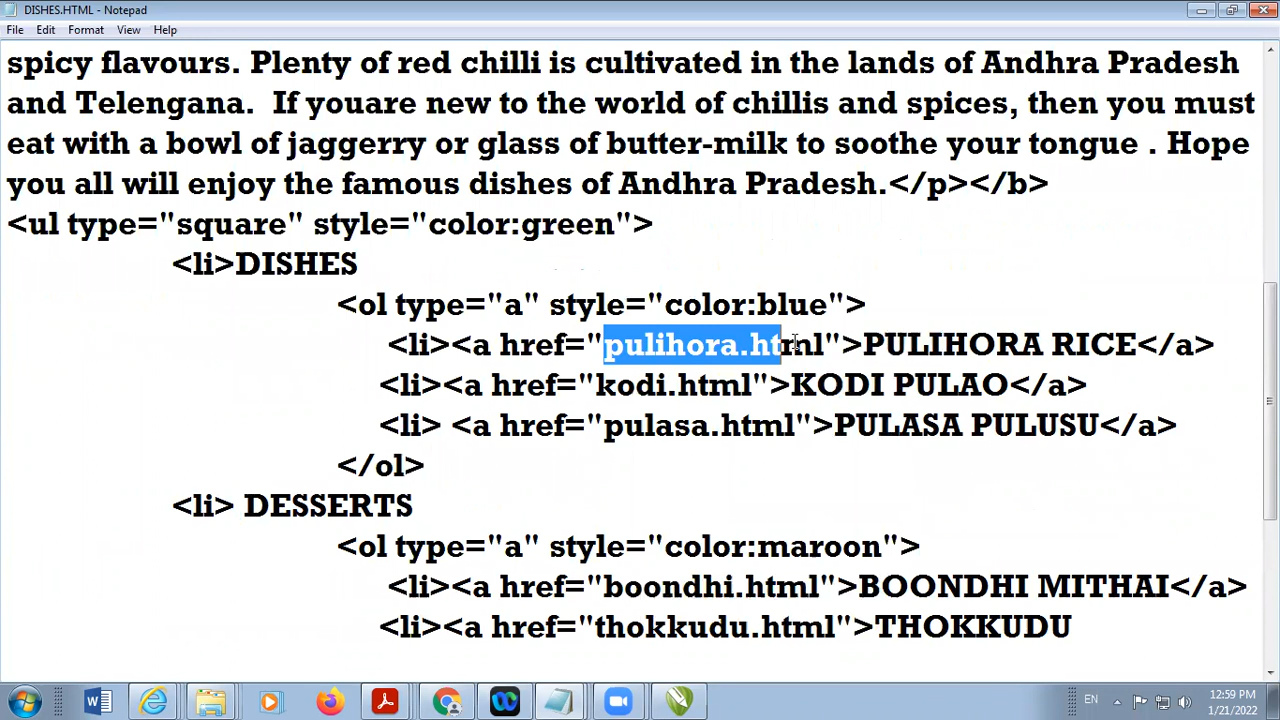 DISHES.HTML - Notepad
File Edit Format View Help
spicy flavours. Plenty of red chilli is cultivated in the lands of Andhra Pradesh
and Telengana.  If youare new to the world of chillis and spices, then you must
eat with a bowl of jaggerry or glass of butter-milk to soothe your tongue . Hope
you all will enjoy the famous dishes of Andhra Pradesh.</p></b>
<ul type="square" style="color:green">
<li>DISHES
<ol type="a" style="color:blue">
<li><a href="pulihora.html">PULIHORA RICE</a>
<li><a href="kodi.html">KODI PULAO</a>
<li> <a href="pulasa.html">PULASA PULUSU</a>
</ol>
<li> DESSERTS
<ol type="a" style="color:maroon">
<li><a href="boondhi.html">BOONDHI MITHAI</a>
<li><a href="thokkudu.html">THOKKUDU
EN
12:59 PM
1/21/2022